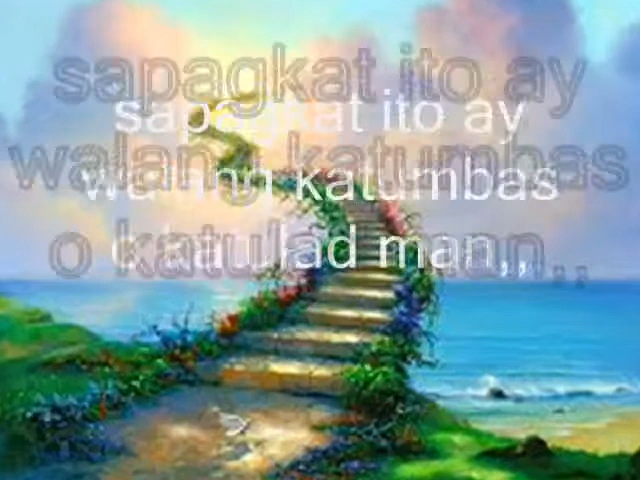 sapagkat ito ay
walang katumbas
o katulad man,,